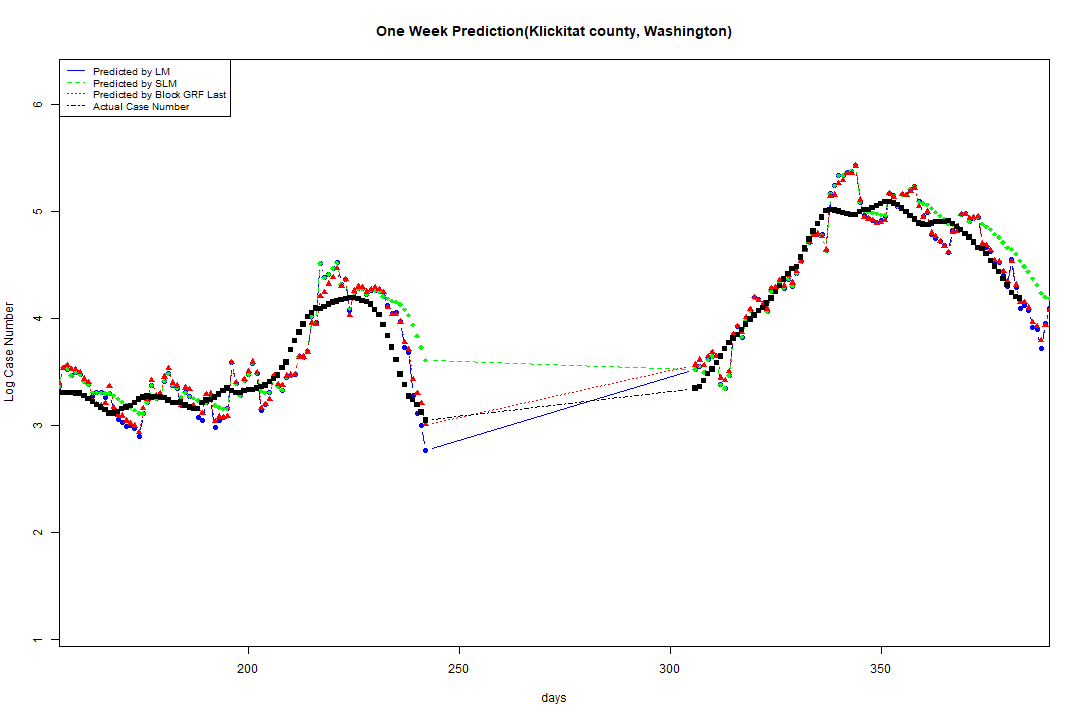 One Week Prediction(Klickitat county, Washington)
Predicted by LM
Predicted by SLM
Predicted by Block GRF Last
Actual Case Number
6
5
4
3
2
1
Log Case Number
200
250
300
350
days